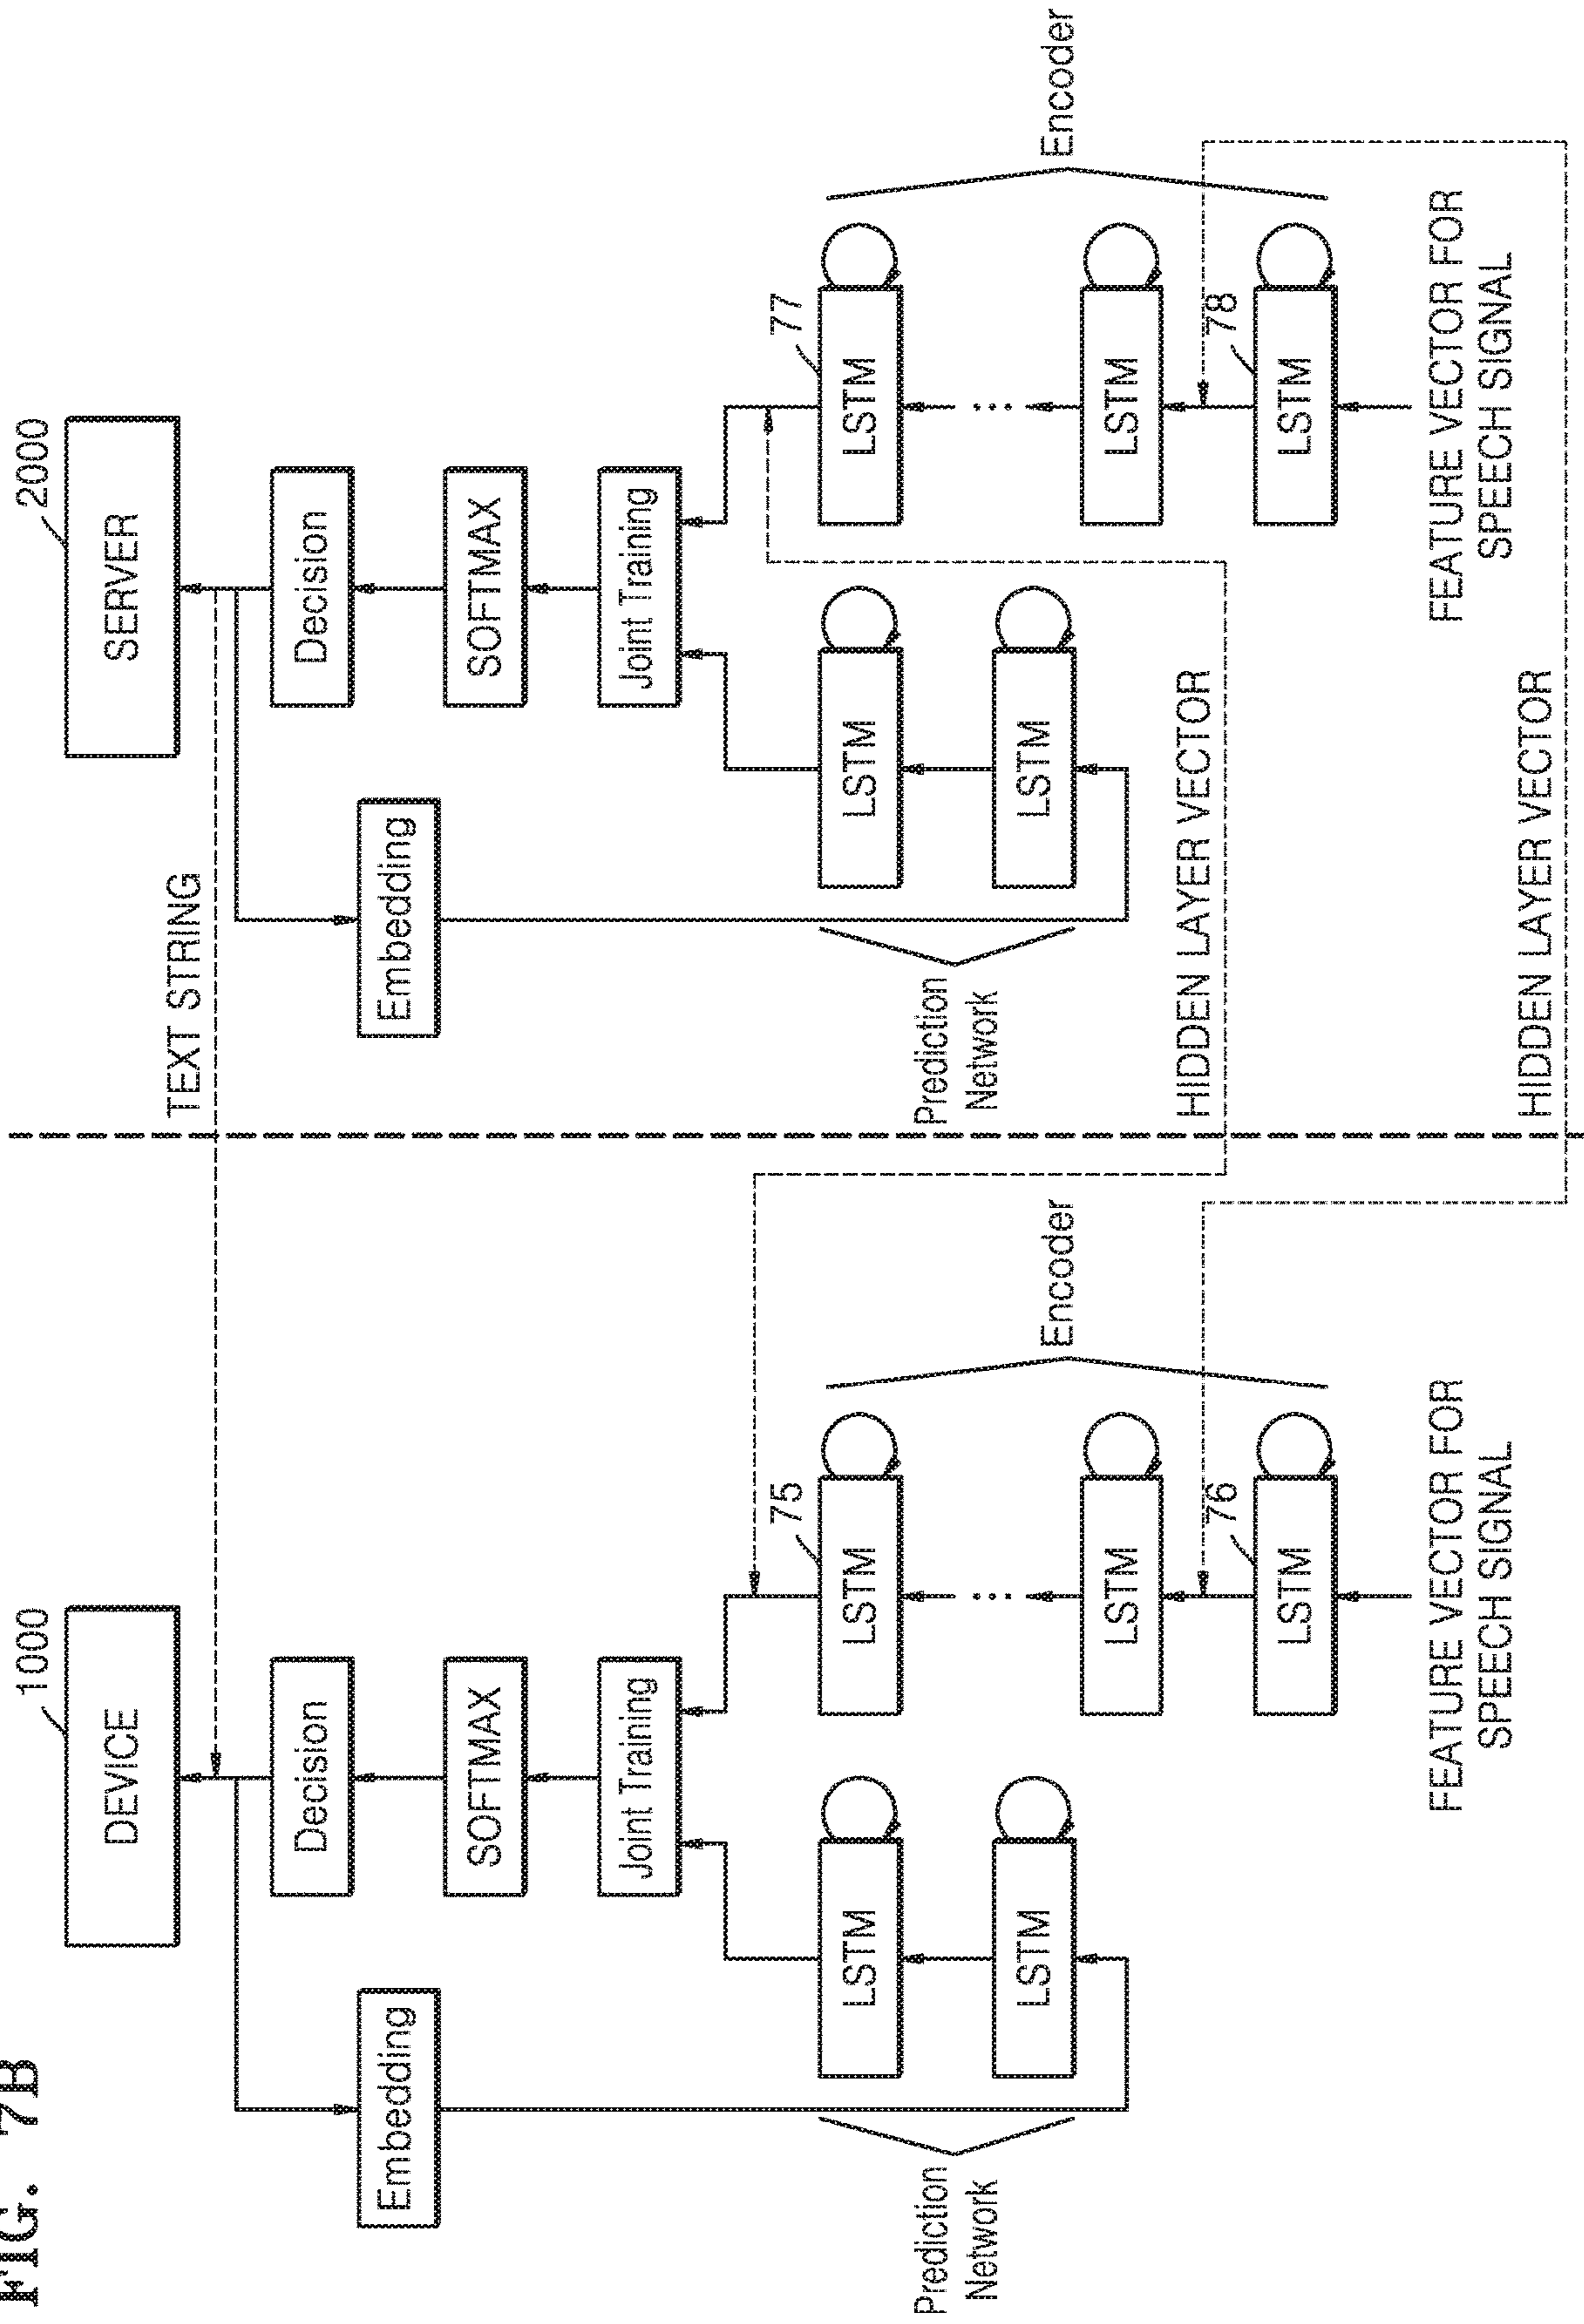 FIG. 7B
1000
DEVICE
Decision
SOFTMAX
Joint Training
Embedding
LSTM
LSTM
Prediction
Network
75
LSTM
...
LSTM
76
LSTM
Encoder
FEATURE VECTOR FOR
SPEECH SIGNAL
TEXT STRING
2000
SERVER
Decision
SOFTMAX
Joint Training
Embedding
LSTM
LSTM
Prediction
Network
77
LSTM
...
LSTM
78
LSTM
Encoder
HIDDEN LAYER VECTOR
FEATURE VECTOR FOR
SPEECH SIGNAL
HIDDEN LAYER VECTOR